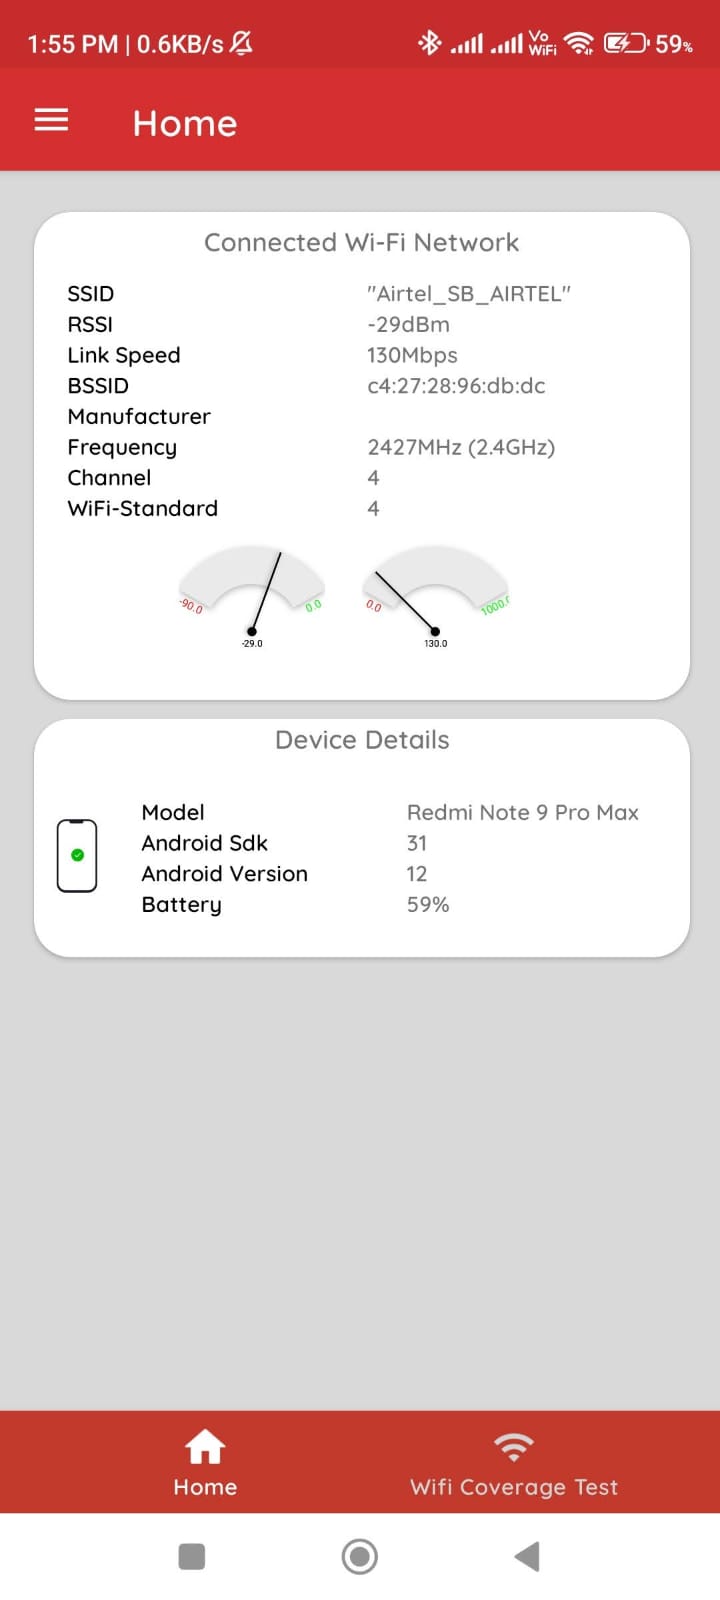 1:55 PM | 0.6KB/s Vo WiFi 59%
Home
Connected Wi-Fi Network
SSID "Airtel_SB_AIRTEL"
RSSI -29dBm
Link Speed 130Mbps
BSSID c4:27:28:96:db:dc
Manufacturer
Frequency 2427MHz (2.4GHz)
Channel 4
WiFi-Standard 4
-90.0 0.0 0.0 1000.0
-29.0 130.0
Device Details
Model Redmi Note 9 Pro Max
Android Sdk 31
Android Version 12
Battery 59%
Home Wifi Coverage Test